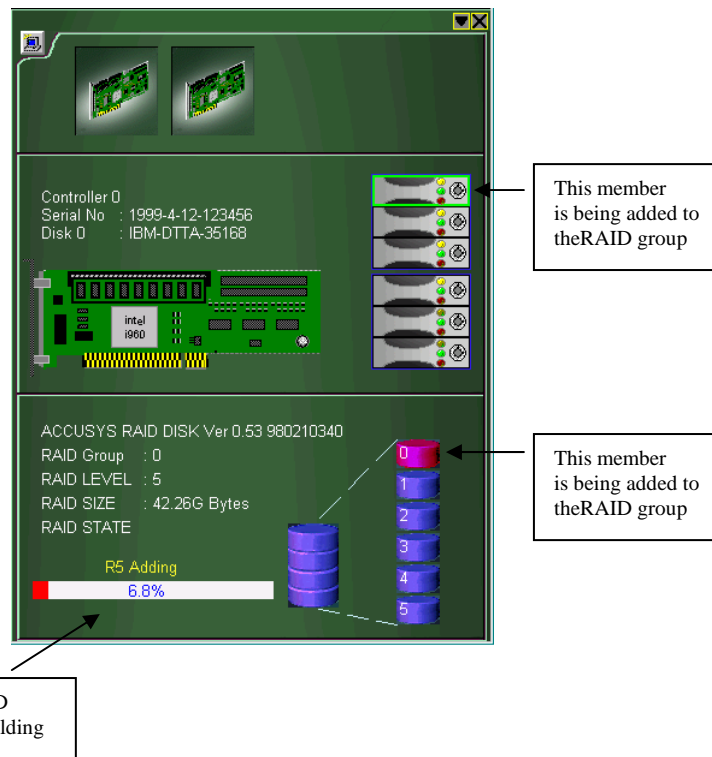 Controller 0
Serial No : 1999-4-12-123456
Disk 0 : IBM-DTTA-35168
intel
i960
This member
is being added to
theRAID group
ACCUSYS RAID DISK Ver 0.53 980210340
RAID Group : 0
RAID LEVEL : 5
RAID SIZE : 42.26G Bytes
RAID STATE
R5 Adding
6.8%
0
1
2
3
4
5
This member
is being added to
theRAID group
D
lding